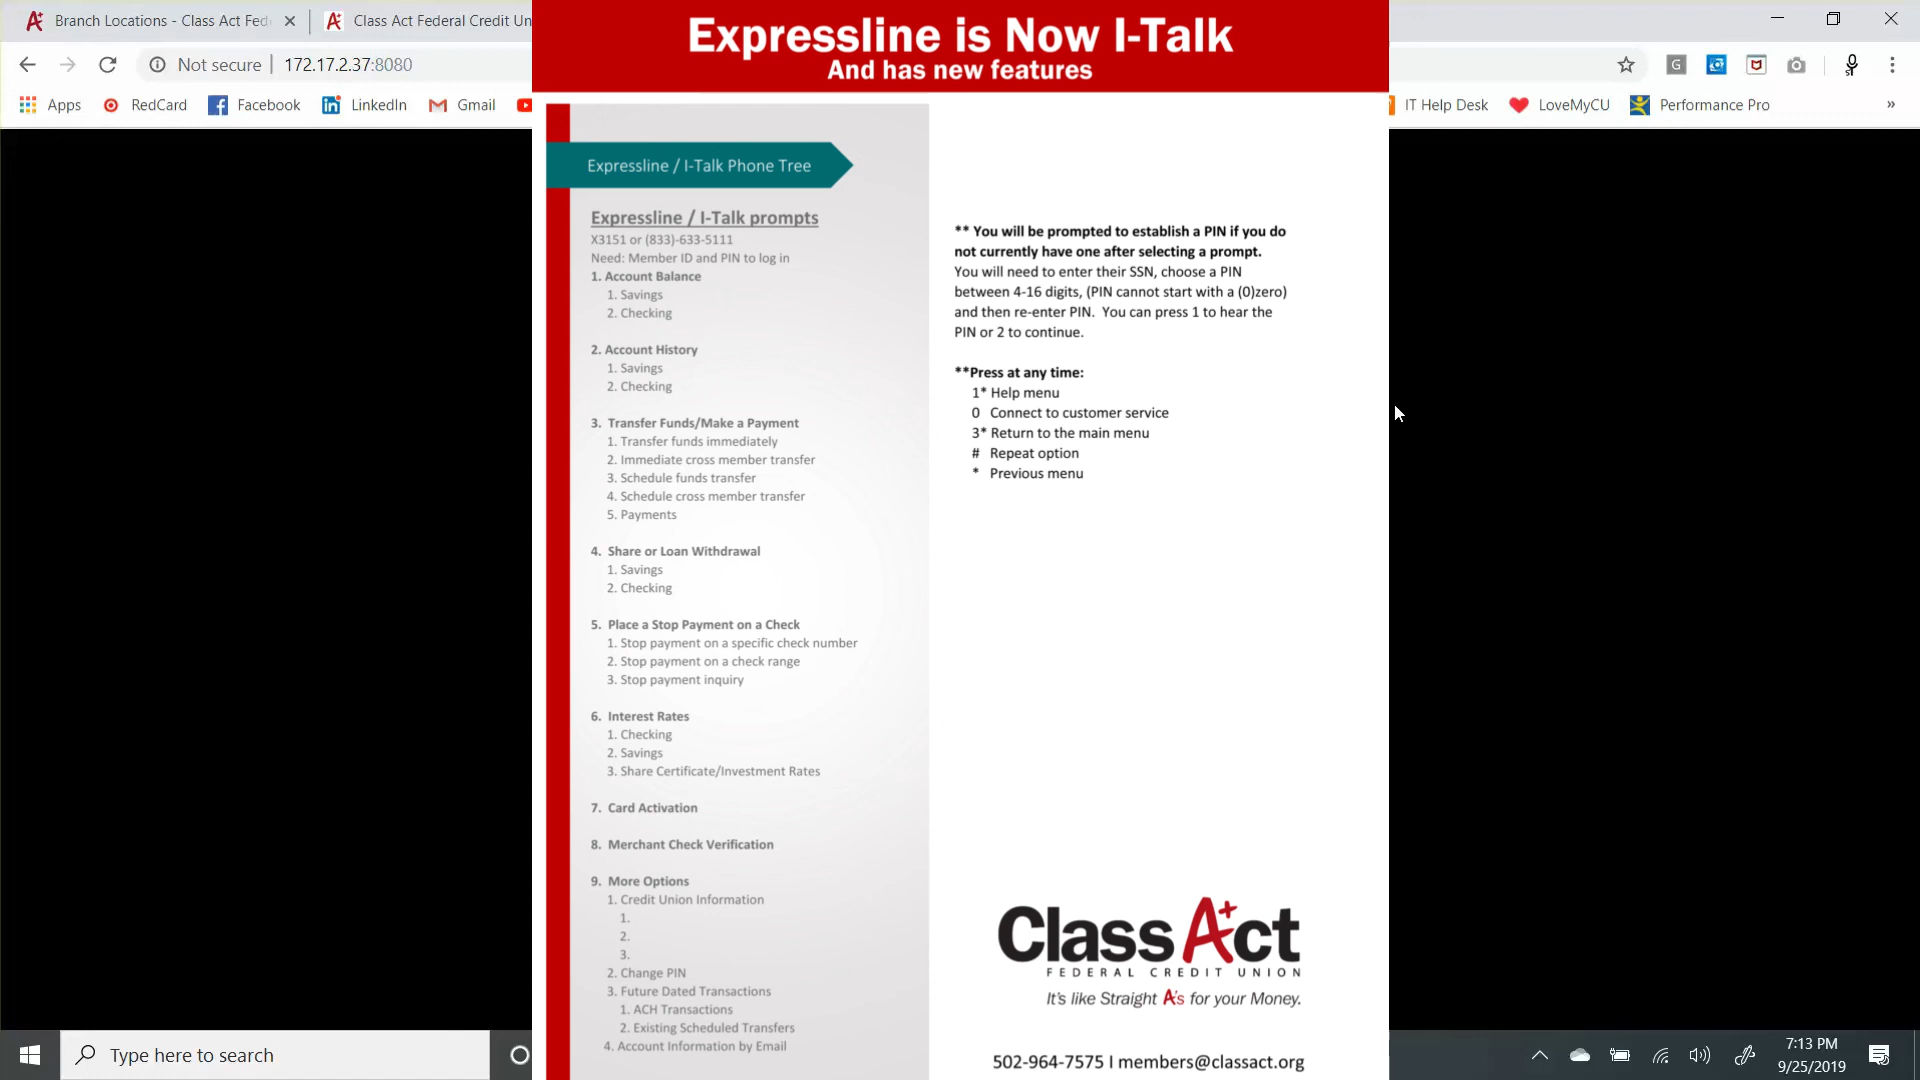 Branch Locations - Class Act Fed
Class Act Federal Credit Un
Not secure | 172.17.2.37:8080
Apps RedCard Facebook LinkedIn Gmail
IT Help Desk LoveMyCU Performance Pro »
Expressline is Now I-Talk
And has new features
Expressline / I-Talk Phone Tree
Expressline / I-Talk prompts
X3151 or (833)-633-5111
Need: Member ID and PIN to log in
1. Account Balance
1. Savings
2. Checking
2. Account History
1. Savings
2. Checking
3. Transfer Funds/Make a Payment
1. Transfer funds immediately
2. Immediate cross member transfer
3. Schedule funds transfer
4. Schedule cross member transfer
5. Payments
4. Share or Loan Withdrawal
1. Savings
2. Checking
5. Place a Stop Payment on a Check
1. Stop payment on a specific check number
2. Stop payment on a check range
3. Stop payment inquiry
6. Interest Rates
1. Checking
2. Savings
3. Share Certificate/Investment Rates
7. Card Activation
8. Merchant Check Verification
9. More Options
1. Credit Union Information
1.
2.
3.
2. Change PIN
3. Future Dated Transactions
1. ACH Transactions
2. Existing Scheduled Transfers
4. Account Information by Email
** You will be prompted to establish a PIN if you do
not currently have one after selecting a prompt.
You will need to enter their SSN, choose a PIN
between 4-16 digits, (PIN cannot start with a (0)zero)
and then re-enter PIN. You can press 1 to hear the
PIN or 2 to continue.
**Press at any time:
1* Help menu
0 Connect to customer service
3* Return to the main menu
# Repeat option
* Previous menu
Class A+ct
FEDERAL CREDIT UNION
It's like Straight A's for your Money.
502-964-7575 I members@classact.org
Type here to search
7:13 PM
9/25/2019